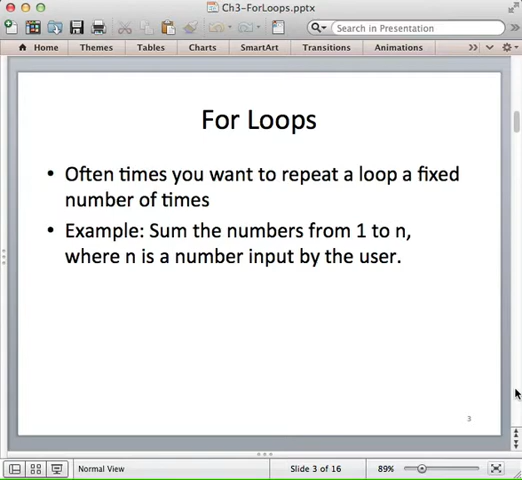 Ch3-ForLoops.pptx
Search in Presentation
Home Themes Tables Charts SmartArt Transitions Animations
For Loops
• Often times you want to repeat a loop a fixed
number of times
• Example: Sum the numbers from 1 to n,
where n is a number input by the user.
3
Normal View Slide 3 of 16 89%